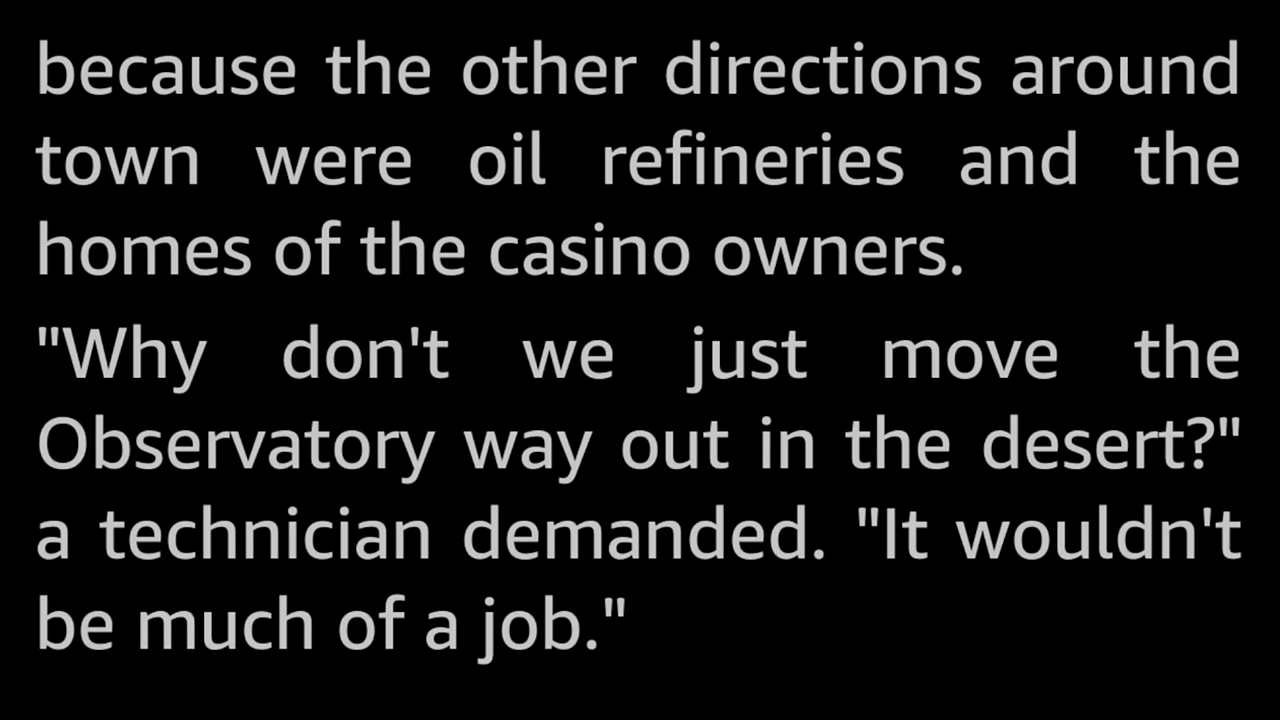 because the other directions around
town were oil refineries and the
homes of the casino owners.
"Why don't we just move the
Observatory way out in the desert?"
a technician demanded. "It wouldn't
be much of a job."